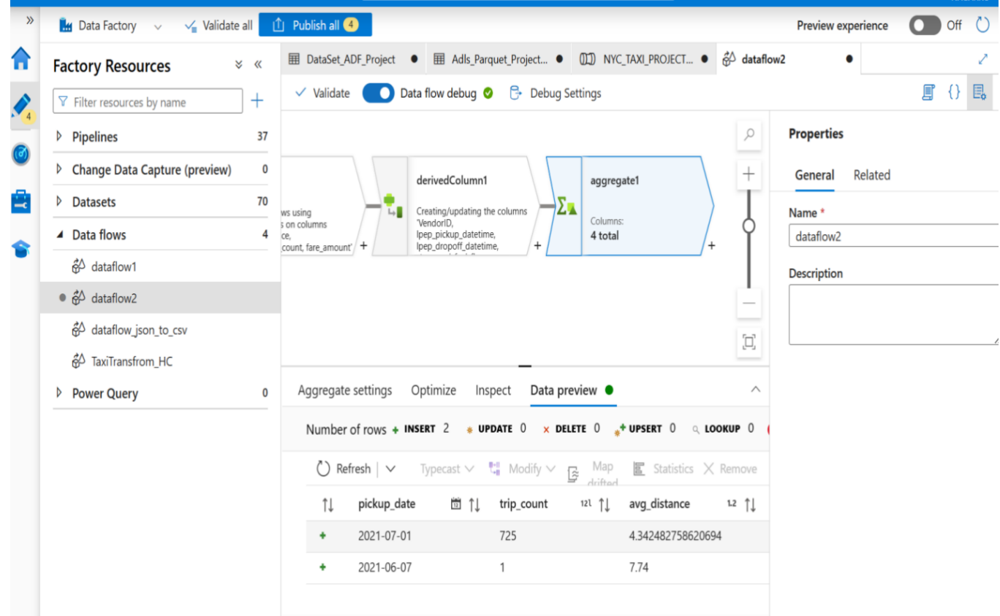 Data Factory
Validate all
Publish all 4
Preview experience
Off
4
Factory Resources
Filter resources by name
Pipelines 37
Change Data Capture (preview) 0
Datasets 70
Data flows 4
dataflow1
dataflow2
dataflow_json_to_csv
TaxiTransfrom_HC
Power Query 0
DataSet_ADF_Project
Adls_Parquet_Project...
NYC_TAXI_PROJECT...
dataflow2
Validate
Data flow debug
Debug Settings
ws using
s on columns
ce,
count, fare_amount'
derivedColumn1
Creating/updating the columns
'VendorID,
lpep_pickup_datetime,
lpep_dropoff_datetime,
aggregate1
Columns:
4 total
Properties
General Related
Name *
dataflow2
Description
Aggregate settings Optimize Inspect Data preview
Number of rows INSERT 2 UPDATE 0 DELETE 0 UPSERT 0 LOOKUP 0
Refresh Typecast Modify Map drifted Statistics Remove
pickup_date trip_count 12l avg_distance 1.2
2021-07-01 725 4.342482758620694
2021-06-07 1 7.74